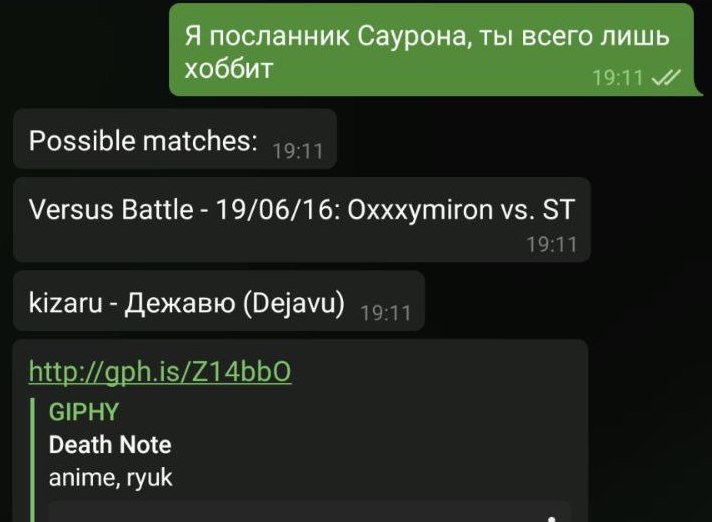 Я посланник Саурона, ты всего лишь
хоббит
19:11
Possible matches:
19:11
Versus Battle - 19/06/16: Oxxxymiron vs. ST
19:11
kizaru - Дежавю (Dejavu)
19:11
http://gph.is/Z14bbO
GIPHY
Death Note
anime, ryuk